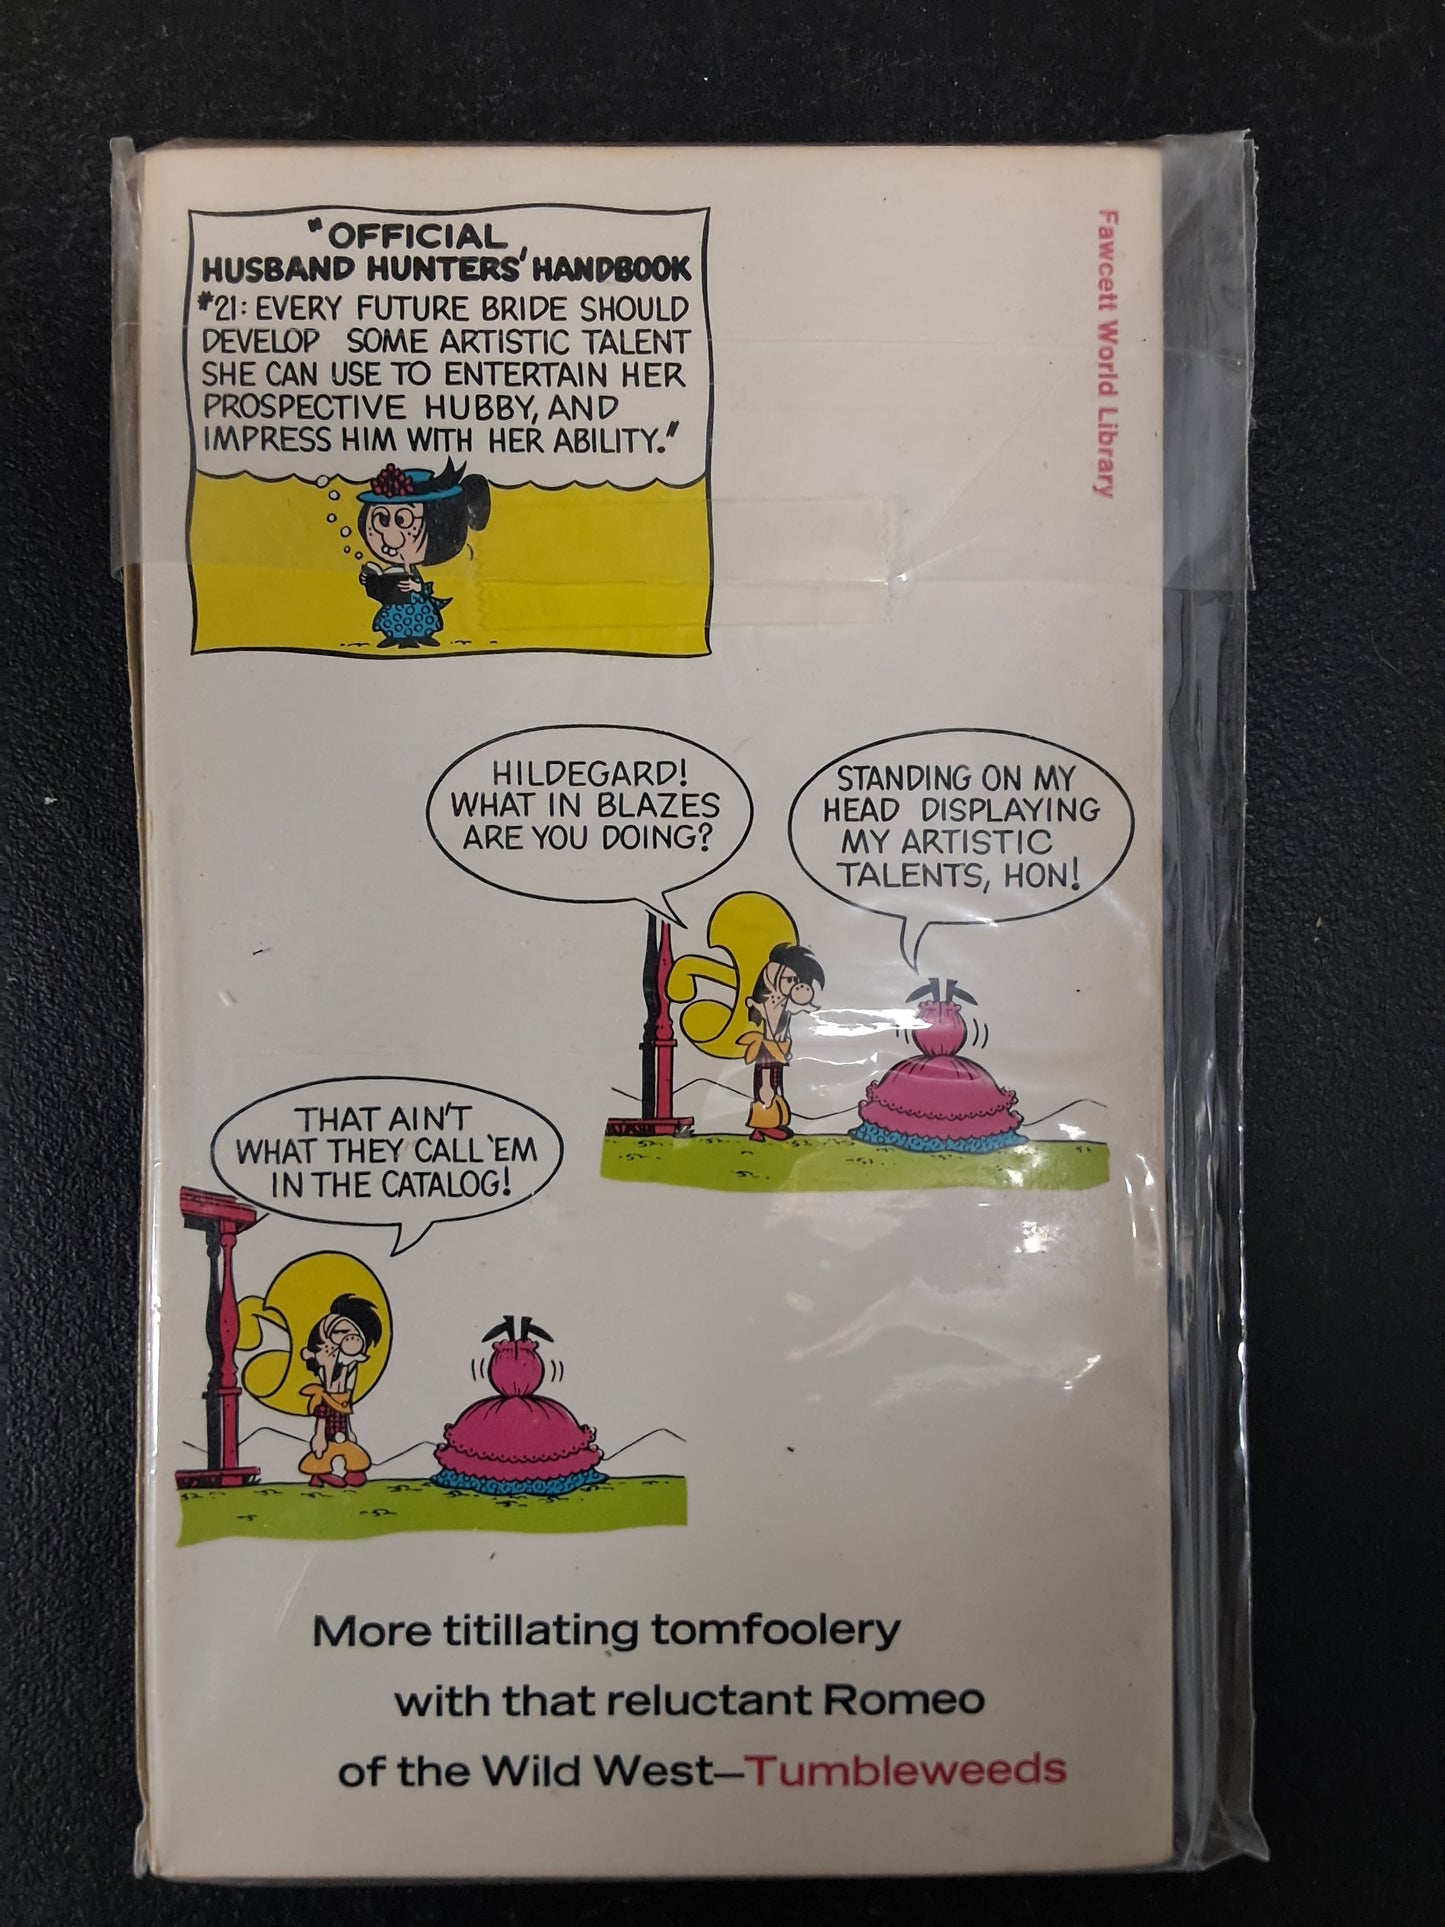 "OFFICIAL
HUSBAND HUNTERS' HANDBOOK
#21: EVERY FUTURE BRIDE SHOULD
DEVELOP SOME ARTISTIC TALENT
SHE CAN USE TO ENTERTAIN HER
PROSPECTIVE HUBBY, AND
IMPRESS HIM WITH HER ABILITY."
Fawcett World Library
HILDEGARD!
WHAT IN BLAZES
ARE YOU DOING?
STANDING ON MY
HEAD DISPLAYING
MY ARTISTIC
TALENTS, HON!
THAT AIN'T
WHAT THEY CALL 'EM
IN THE CATALOG!
More titillating tomfoolery
with that reluctant Romeo
of the Wild West—Tumbleweeds